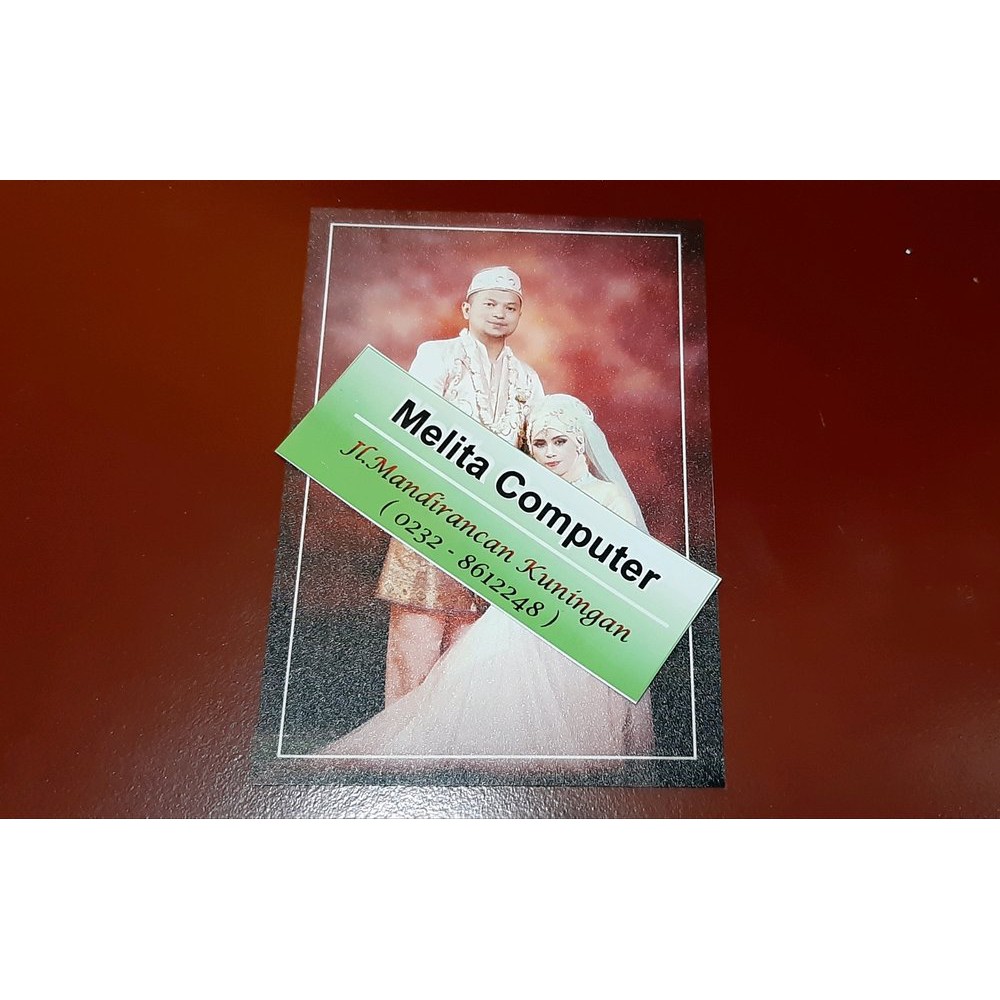 Melita Computer
Jl.Mandirancan Kuningan
( 0232 - 8612248 )